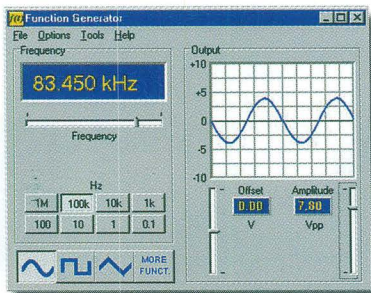 f(x) Function Generator
File Options Tools Help
Frequency
83.450 kHz
Frequency
Hz
1M 100k 10k 1k
100 10 1 0.1
MORE
FUNCT.
Output
+10
+5
0
-5
-10
Offset Amplitude
0.00 7.80
V Vpp